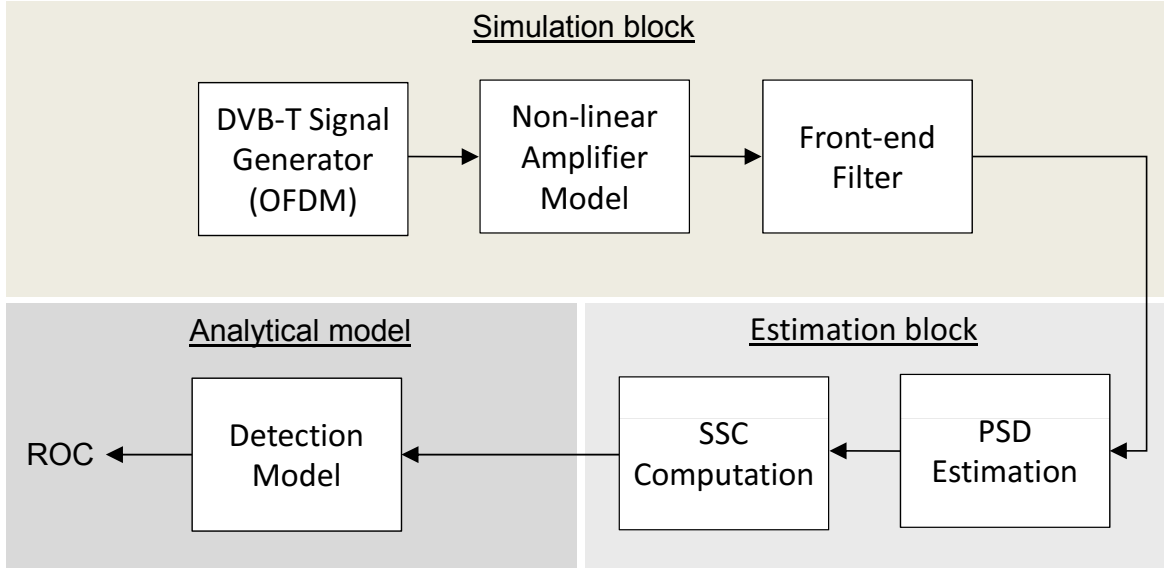 Simulation block
DVB-T Signal
Generator
(OFDM)
Non-linear
Amplifier
Model
Front-end
Filter
Analytical model
Estimation block
ROC
Detection
Model
SSC
Computation
PSD
Estimation